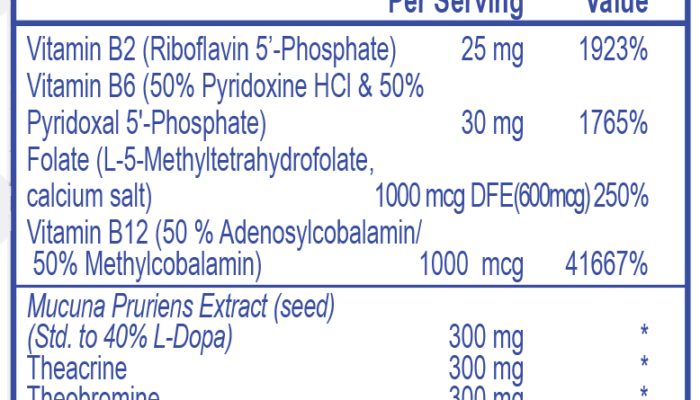 Per Serving Value
Vitamin B2 (Riboflavin 5’-Phosphate) 25 mg 1923%
Vitamin B6 (50% Pyridoxine HCl & 50%
Pyridoxal 5'-Phosphate) 30 mg 1765%
Folate (L-5-Methyltetrahydrofolate,
calcium salt) 1000 mcg DFE(600mcg) 250%
Vitamin B12 (50 % Adenosylcobalamin/
50% Methylcobalamin) 1000 mcg 41667%
Mucuna Pruriens Extract (seed)
(Std. to 40% L-Dopa) 300 mg *
Theacrine 300 mg *
Theobromine 300 mg *